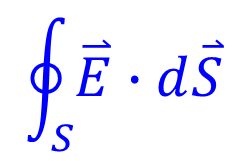 ∮_S E⃗ · dS⃗